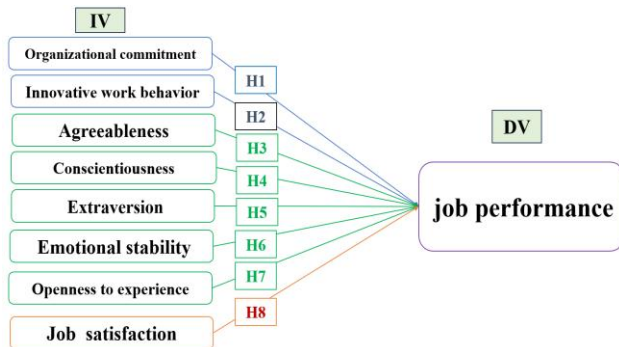 IV
Organizational commitment
H1
Innovative work behavior
H2
DV
Agreeableness
H3
Conscientiousness
H4
Extraversion
H5
job performance
Emotional stability
H6
Openness to experience
H7
Job satisfaction
H8